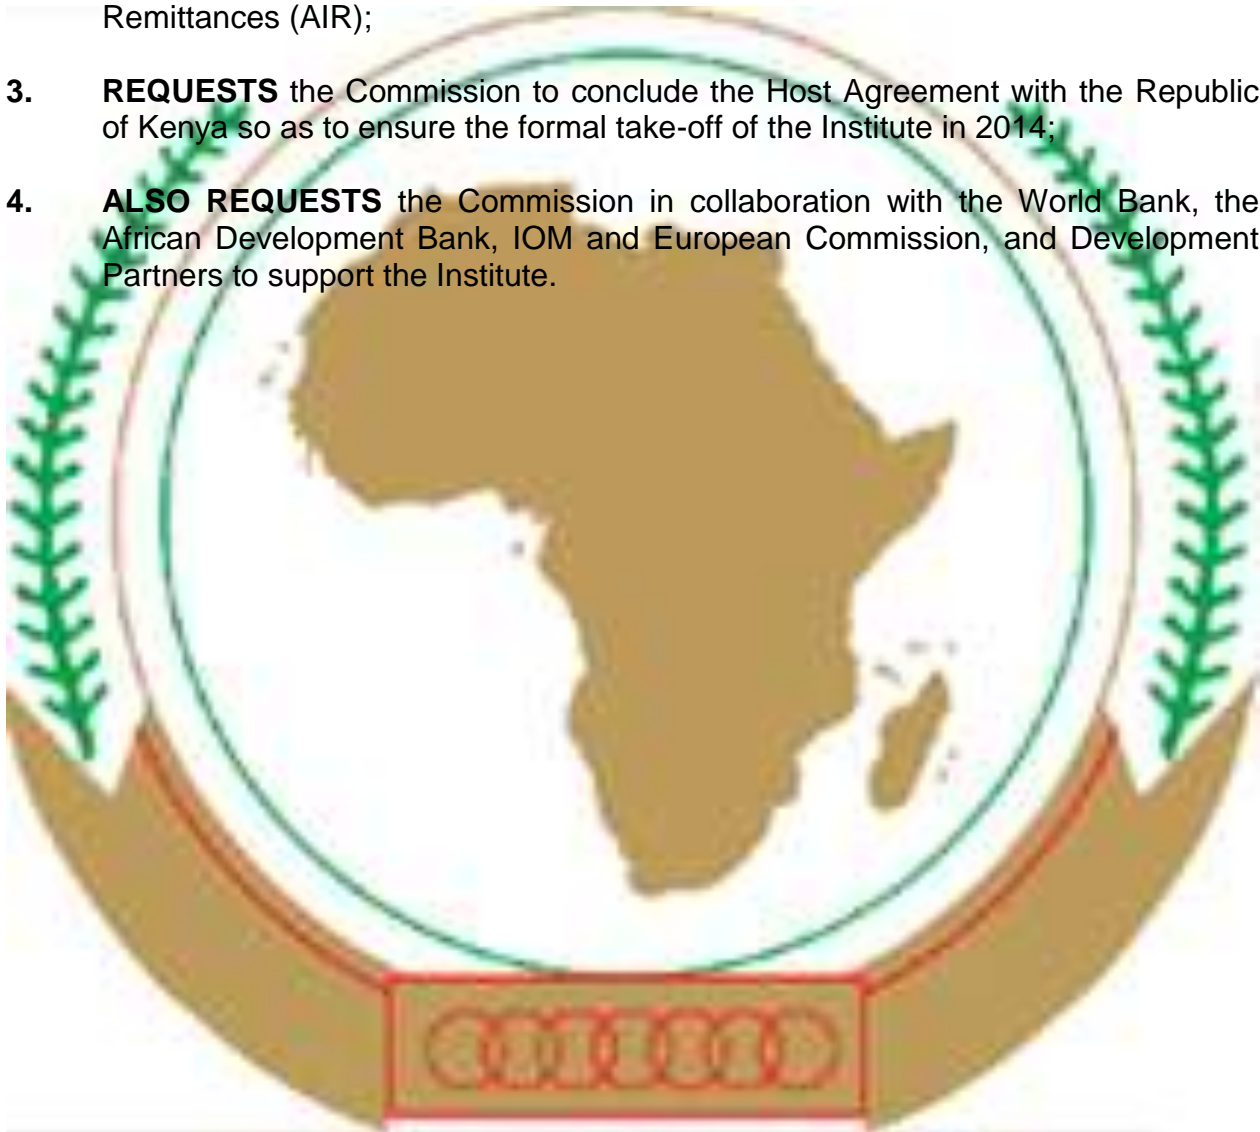 Remittances (AIR);
3. REQUESTS the Commission to conclude the Host Agreement with the Republic
of Kenya so as to ensure the formal take-off of the Institute in 2014;
4. ALSO REQUESTS the Commission in collaboration with the World Bank, the
African Development Bank, IOM and European Commission, and Development
Partners to support the Institute.